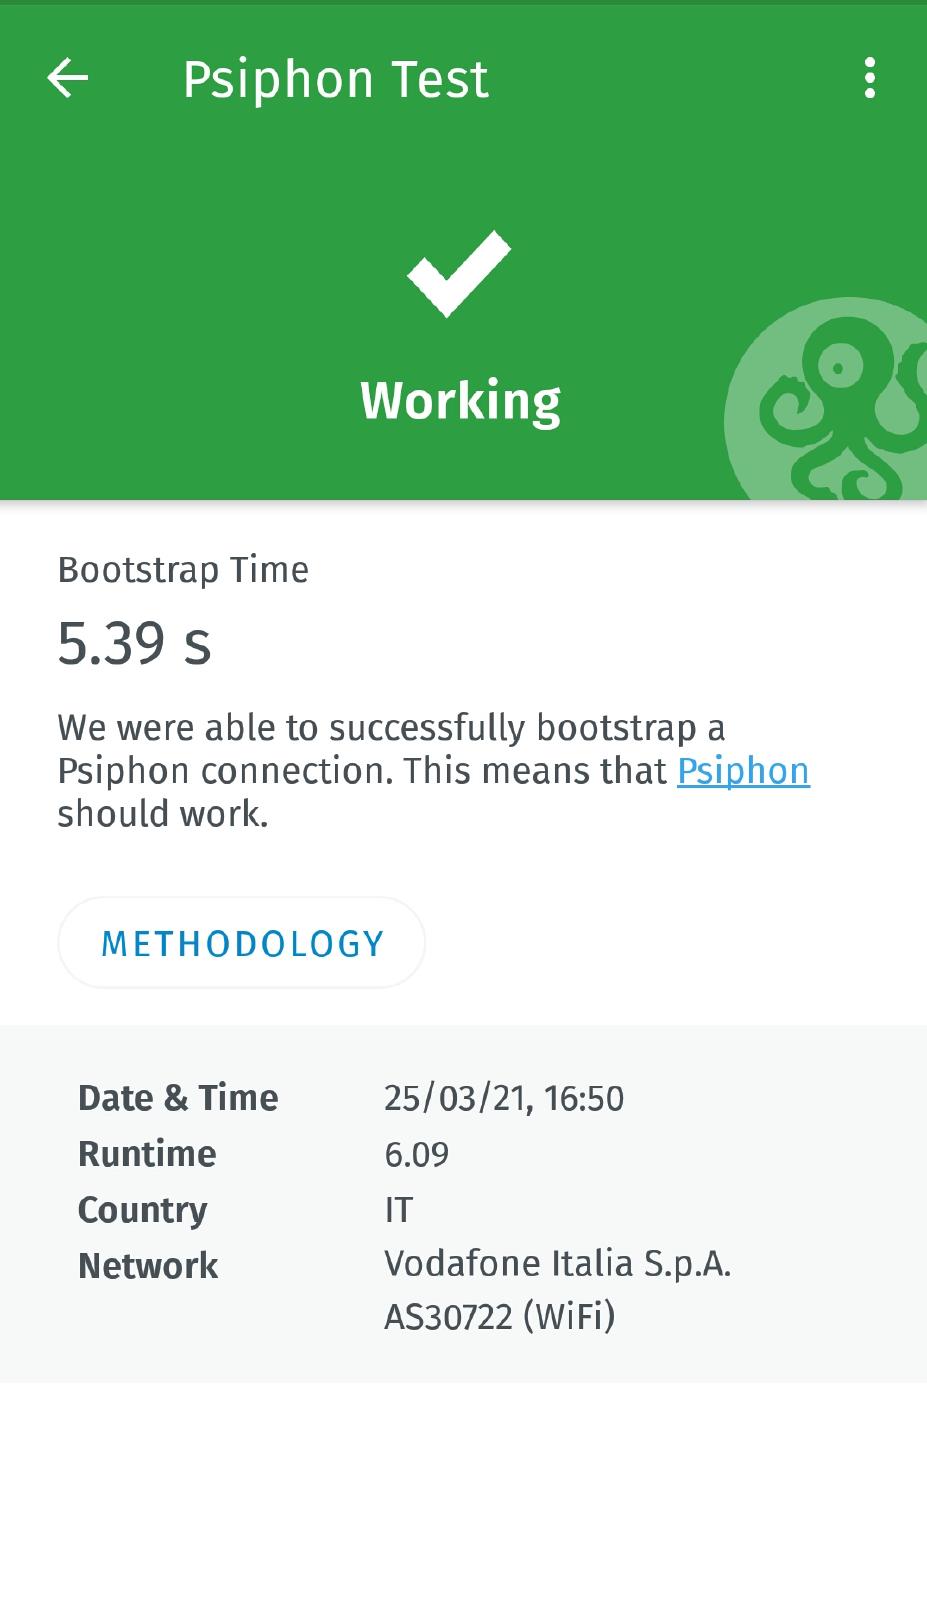 Psiphon Test
Working
Bootstrap Time
5.39 s
We were able to successfully bootstrap a
Psiphon connection. This means that Psiphon
should work.
METHODOLOGY
Date & Time 25/03/21, 16:50
Runtime 6.09
Country IT
Network Vodafone Italia S.p.A.
AS30722 (WiFi)